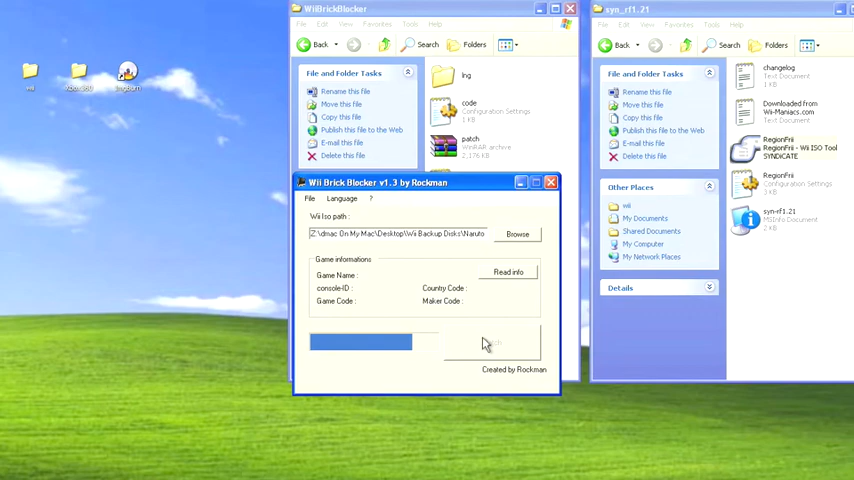 WiiBrickBlocker
File Edit View Favorites Tools Help
Back Search Folders
File and Folder Tasks
Rename this file
Move this file
Copy this file
Publish this file to the Web
E-mail this file
Delete this file
lng
code
Configuration Settings
1 KB
patch
WinRAR archive
2,176 KB
syn_rf1.21
File Edit View Favorites Tools Help
Back Search Folders
File and Folder Tasks
Rename this file
Move this file
Copy this file
Publish this file to the Web
E-mail this file
Delete this file
Other Places
wii
My Documents
Shared Documents
My Computer
My Network Places
Details
changelog
Text Document
1 KB
Downloaded from
Wii-Maniacs.com
Text Document
RegionFrii
RegionFrii - Wii ISO Tool
SYNDiCATE
RegionFrii
Configuration Settings
3 KB
syn-rf1.21
MSInfo Document
2 KB
wii
Xbox360
ImgBurn
Wii Brick Blocker v1.3 by Rockman
File Language ?
Wii Iso path :
Z:\dmac On My Mac\Desktop\Wii Backup Disks\Naruto
Browse
Game informations
Read info
Game Name :
console-ID :
Country Code :
Game Code :
Maker Code :
Created by Rockman